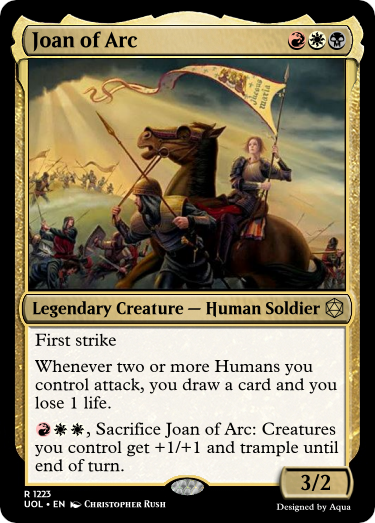 Joan of Arc
Jhesus
Maria
Legendary Creature — Human Soldier
First strike
Whenever two or more Humans you
control attack, you draw a card and you
lose 1 life.
, Sacrifice Joan of Arc: Creatures
you control get +1/+1 and trample until
end of turn.
3/2
R 1223
UOL • EN Christopher Rush
Designed by Aqua